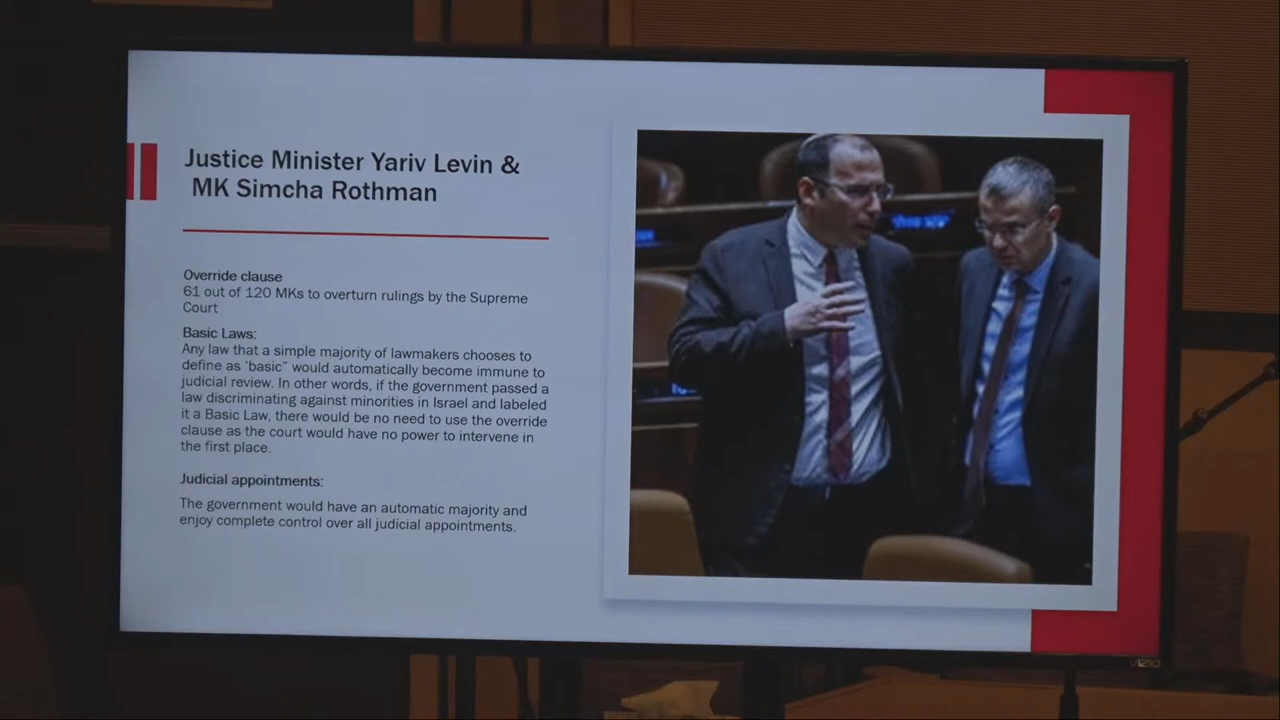 Justice Minister Yariv Levin &
MK Simcha Rothman
Override clause
61 out of 120 MKs to overturn rulings by the Supreme
Court
Basic Laws:
Any law that a simple majority of lawmakers chooses to
define as "basic" would automatically become immune to
judicial review. In other words, if the government passed a
law discriminating against minorities in Israel and labeled
it a Basic Law, there would be no need to use the override
clause as the court would have no power to intervene in
the first place.
Judicial appointments:
The government would have an automatic majority and
enjoy complete control over all judicial appointments.
VIZIO